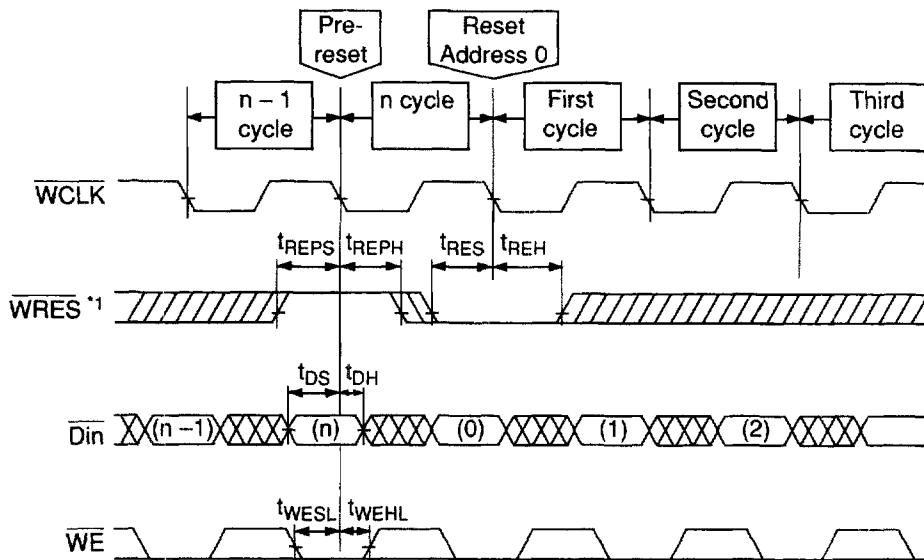 Pre-
reset
Reset
Address 0
n – 1
cycle
n cycle
First
cycle
Second
cycle
Third
cycle
WCLK
tREPS
tREPH
tRES
tREH
WRES *1
tDS
tDH
Din
(n –1)
(n)
(0)
(1)
(2)
tWESL
tWEHL
WE